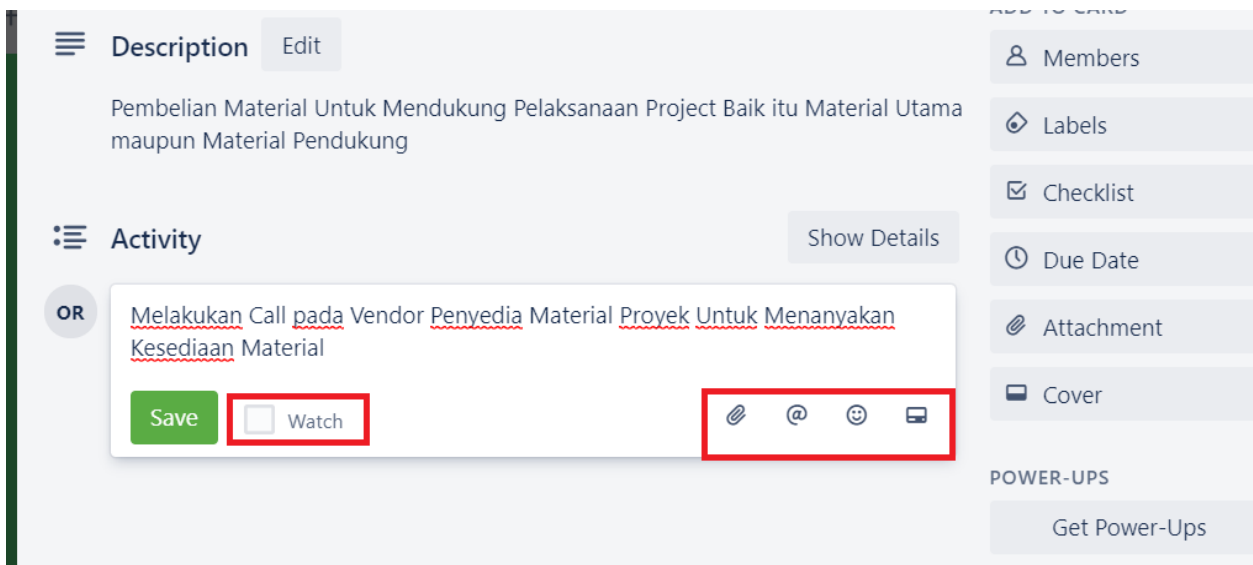 ADD TO CARD
Description Edit
Members
Pembelian Material Untuk Mendukung Pelaksanaan Project Baik itu Material Utama
maupun Material Pendukung
Labels
Checklist
Activity Show Details
Due Date
OR
Melakukan Call pada Vendor Penyedia Material Proyek Untuk Menanyakan
Kesediaan Material
Attachment
Cover
Save Watch @
POWER-UPS
Get Power-Ups